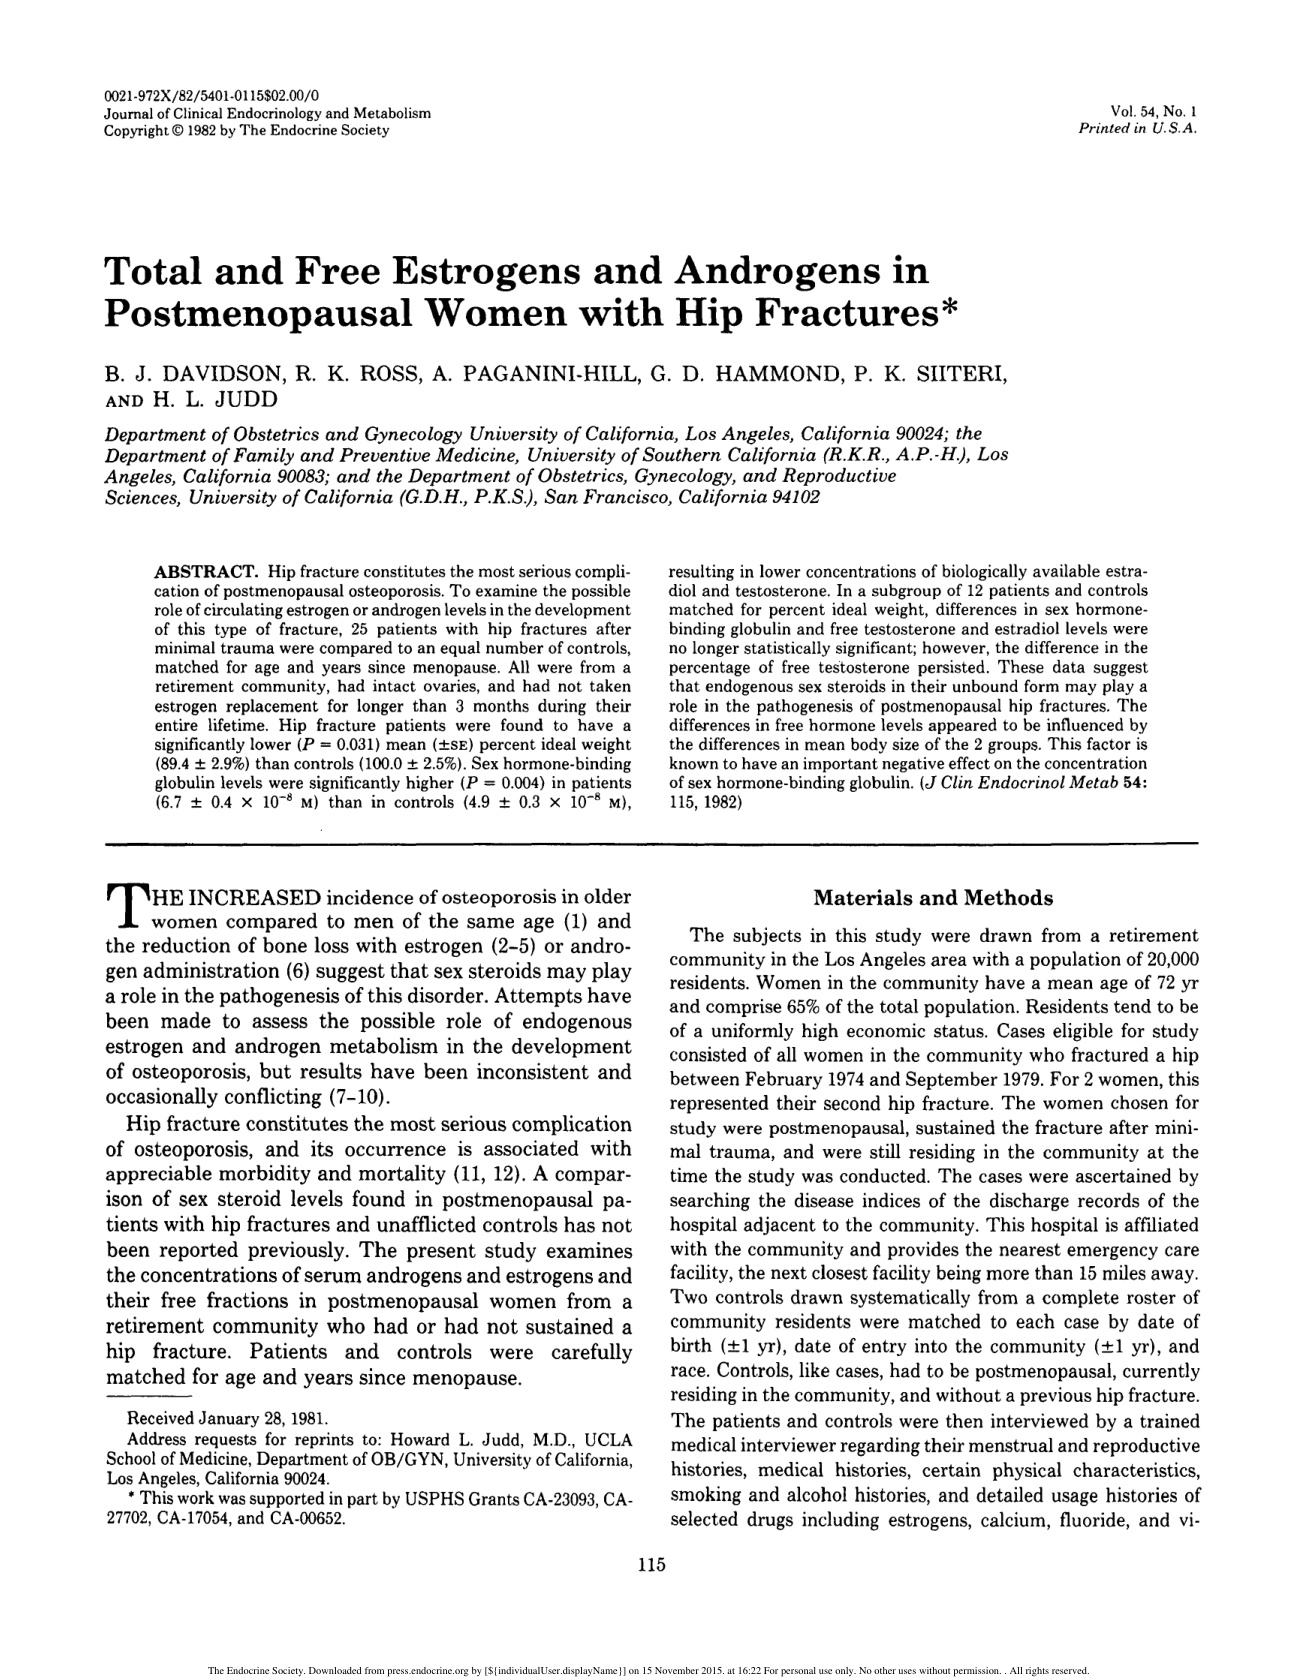 0021-972X/82/5401-0115$02.00/0
Journal of Clinical Endocrinology and Metabolism
Copyright © 1982 by The Endocrine Society
Vol. 54, No. 1
Printed in U.S.A.
Total and Free Estrogens and Androgens in
Postmenopausal Women with Hip Fractures*
B. J. DAVIDSON, R. K. ROSS, A. PAGANINI-HILL, G. D. HAMMOND, P. K. SIITERI,
AND H. L. JUDD
Department of Obstetrics and Gynecology University of California, Los Angeles, California 90024; the
Department of Family and Preventive Medicine, University of Southern California (R.K.R., A.P.-H.), Los
Angeles, California 90083; and the Department of Obstetrics, Gynecology, and Reproductive
Sciences, University of California (G.D.H., P.K.S.), San Francisco, California 94102
ABSTRACT. Hip fracture constitutes the most serious compli-
cation of postmenopausal osteoporosis. To examine the possible
role of circulating estrogen or androgen levels in the development
of this type of fracture, 25 patients with hip fractures after
minimal trauma were compared to an equal number of controls,
matched for age and years since menopause. All were from a
retirement community, had intact ovaries, and had not taken
estrogen replacement for longer than 3 months during their
entire lifetime. Hip fracture patients were found to have a
significantly lower (P = 0.031) mean (±SE) percent ideal weight
(89.4 ± 2.9%) than controls (100.0 ± 2.5%). Sex hormone-binding
globulin levels were significantly higher (P = 0.004) in patients
(6.7 ± 0.4 × 10⁻⁸ M) than in controls (4.9 ± 0.3 × 10⁻⁸ M),
resulting in lower concentrations of biologically available estra-
diol and testosterone. In a subgroup of 12 patients and controls
matched for percent ideal weight, differences in sex hormone-
binding globulin and free testosterone and estradiol levels were
no longer statistically significant; however, the difference in the
percentage of free testosterone persisted. These data suggest
that endogenous sex steroids in their unbound form may play a
role in the pathogenesis of postmenopausal hip fractures. The
differences in free hormone levels appeared to be influenced by
the differences in mean body size of the 2 groups. This factor is
known to have an important negative effect on the concentration
of sex hormone-binding globulin. (J Clin Endocrinol Metab 54:
115, 1982)
THE INCREASED incidence of osteoporosis in older
women compared to men of the same age (1) and
the reduction of bone loss with estrogen (2-5) or andro-
gen administration (6) suggest that sex steroids may play
a role in the pathogenesis of this disorder. Attempts have
been made to assess the possible role of endogenous
estrogen and androgen metabolism in the development
of osteoporosis, but results have been inconsistent and
occasionally conflicting (7-10).
Hip fracture constitutes the most serious complication
of osteoporosis, and its occurrence is associated with
appreciable morbidity and mortality (11, 12). A compar-
ison of sex steroid levels found in postmenopausal pa-
tients with hip fractures and unafflicted controls has not
been reported previously. The present study examines
the concentrations of serum androgens and estrogens and
their free fractions in postmenopausal women from a
retirement community who had or had not sustained a
hip fracture. Patients and controls were carefully
matched for age and years since menopause.
Received January 28, 1981.
Address requests for reprints to: Howard L. Judd, M.D., UCLA
School of Medicine, Department of OB/GYN, University of California,
Los Angeles, California 90024.
* This work was supported in part by USPHS Grants CA-23093, CA-
27702, CA-17054, and CA-00652.
Materials and Methods
The subjects in this study were drawn from a retirement
community in the Los Angeles area with a population of 20,000
residents. Women in the community have a mean age of 72 yr
and comprise 65% of the total population. Residents tend to be
of a uniformly high economic status. Cases eligible for study
consisted of all women in the community who fractured a hip
between February 1974 and September 1979. For 2 women, this
represented their second hip fracture. The women chosen for
study were postmenopausal, sustained the fracture after mini-
mal trauma, and were still residing in the community at the
time the study was conducted. The cases were ascertained by
searching the disease indices of the discharge records of the
hospital adjacent to the community. This hospital is affiliated
with the community and provides the nearest emergency care
facility, the next closest facility being more than 15 miles away.
Two controls drawn systematically from a complete roster of
community residents were matched to each case by date of
birth (±1 yr), date of entry into the community (±1 yr), and
race. Controls, like cases, had to be postmenopausal, currently
residing in the community, and without a previous hip fracture.
The patients and controls were then interviewed by a trained
medical interviewer regarding their menstrual and reproductive
histories, medical histories, certain physical characteristics,
smoking and alcohol histories, and detailed usage histories of
selected drugs including estrogens, calcium, fluoride, and vi-
115
The Endocrine Society. Downloaded from press.endocrine.org by [${individualUser.displayName}] on 15 November 2015. at 16:22 For personal use only. No other uses without permission. . All rights reserved.